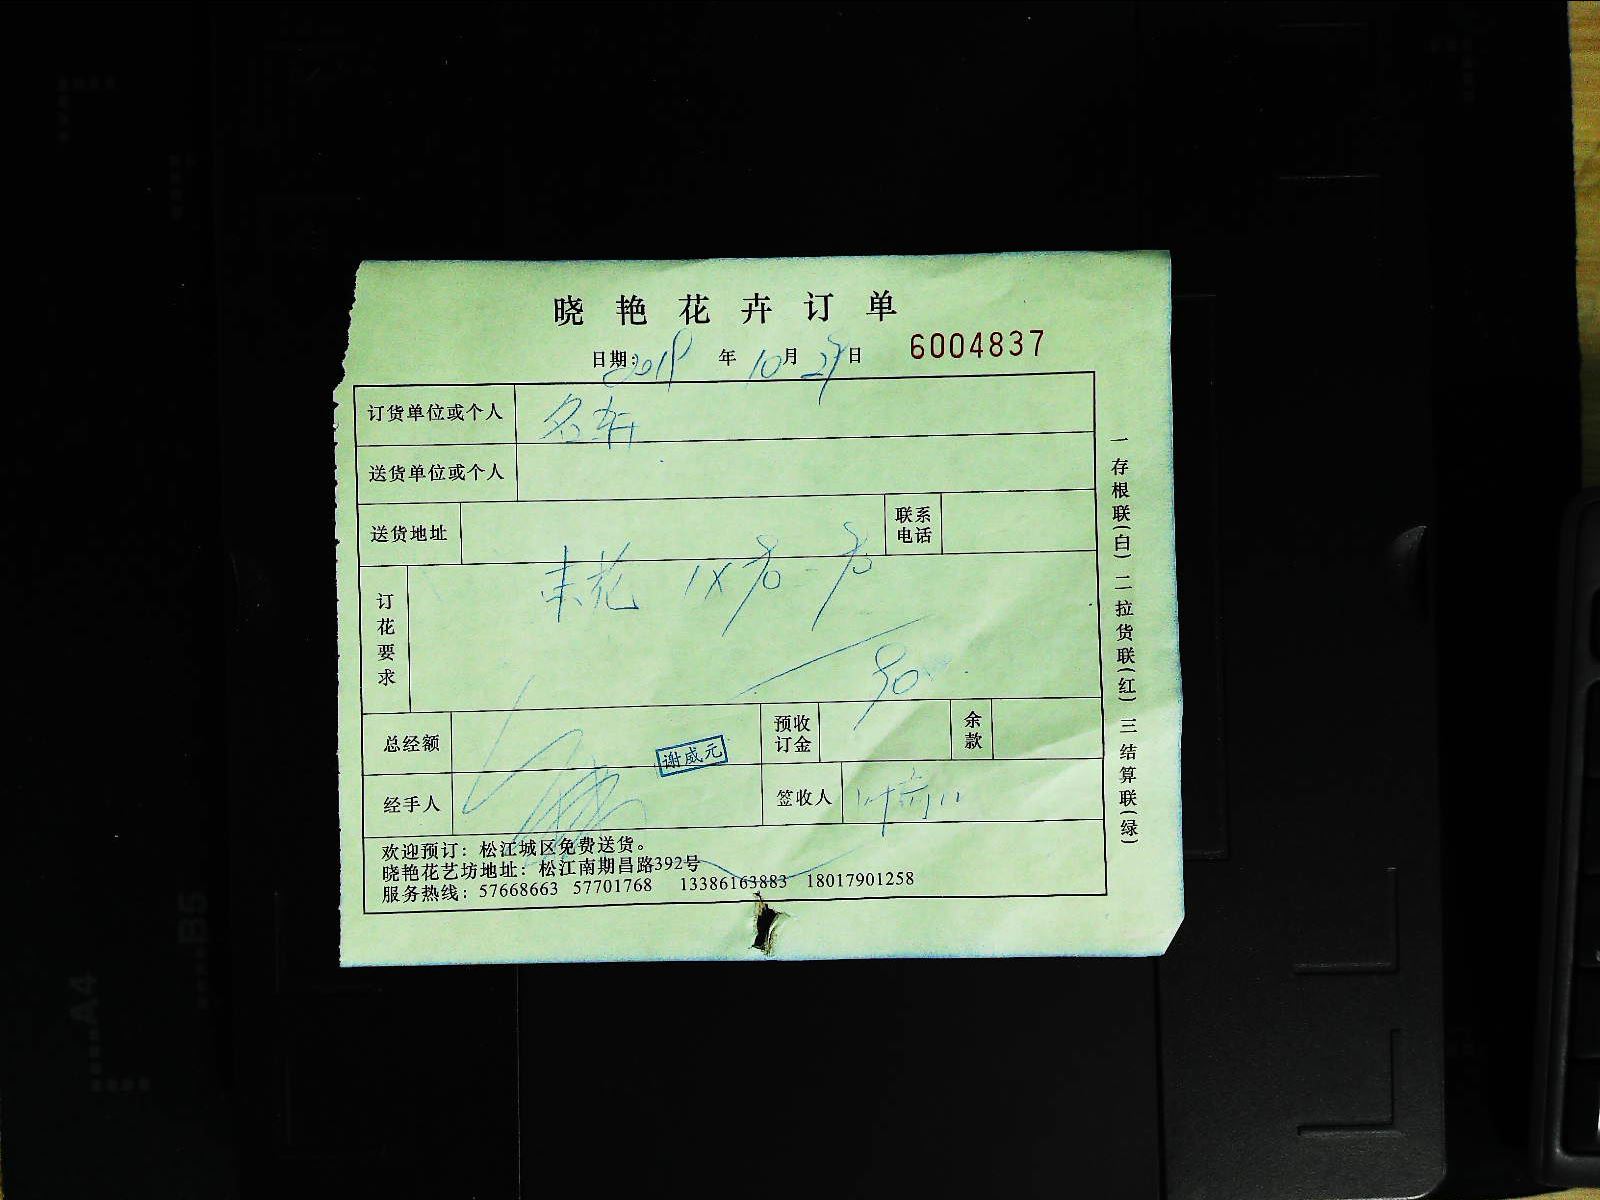 晓艳花卉订单
日期: 2018 年 10 月 29 日 6004837
订货单位或个人 名轩
送货单位或个人
送货地址 联系电话
订花要求 束花 1×90=90
90
总经额 预收订金 余款
谢威元
经手人 签收人
欢迎预订：松江城区免费送货。
晓艳花艺坊地址：松江南期昌路392号
服务热线：57668663 57701768 13386163883 18017901258
一存根联(白) 二拉货联(红) 三结算联(绿)
A4
B5